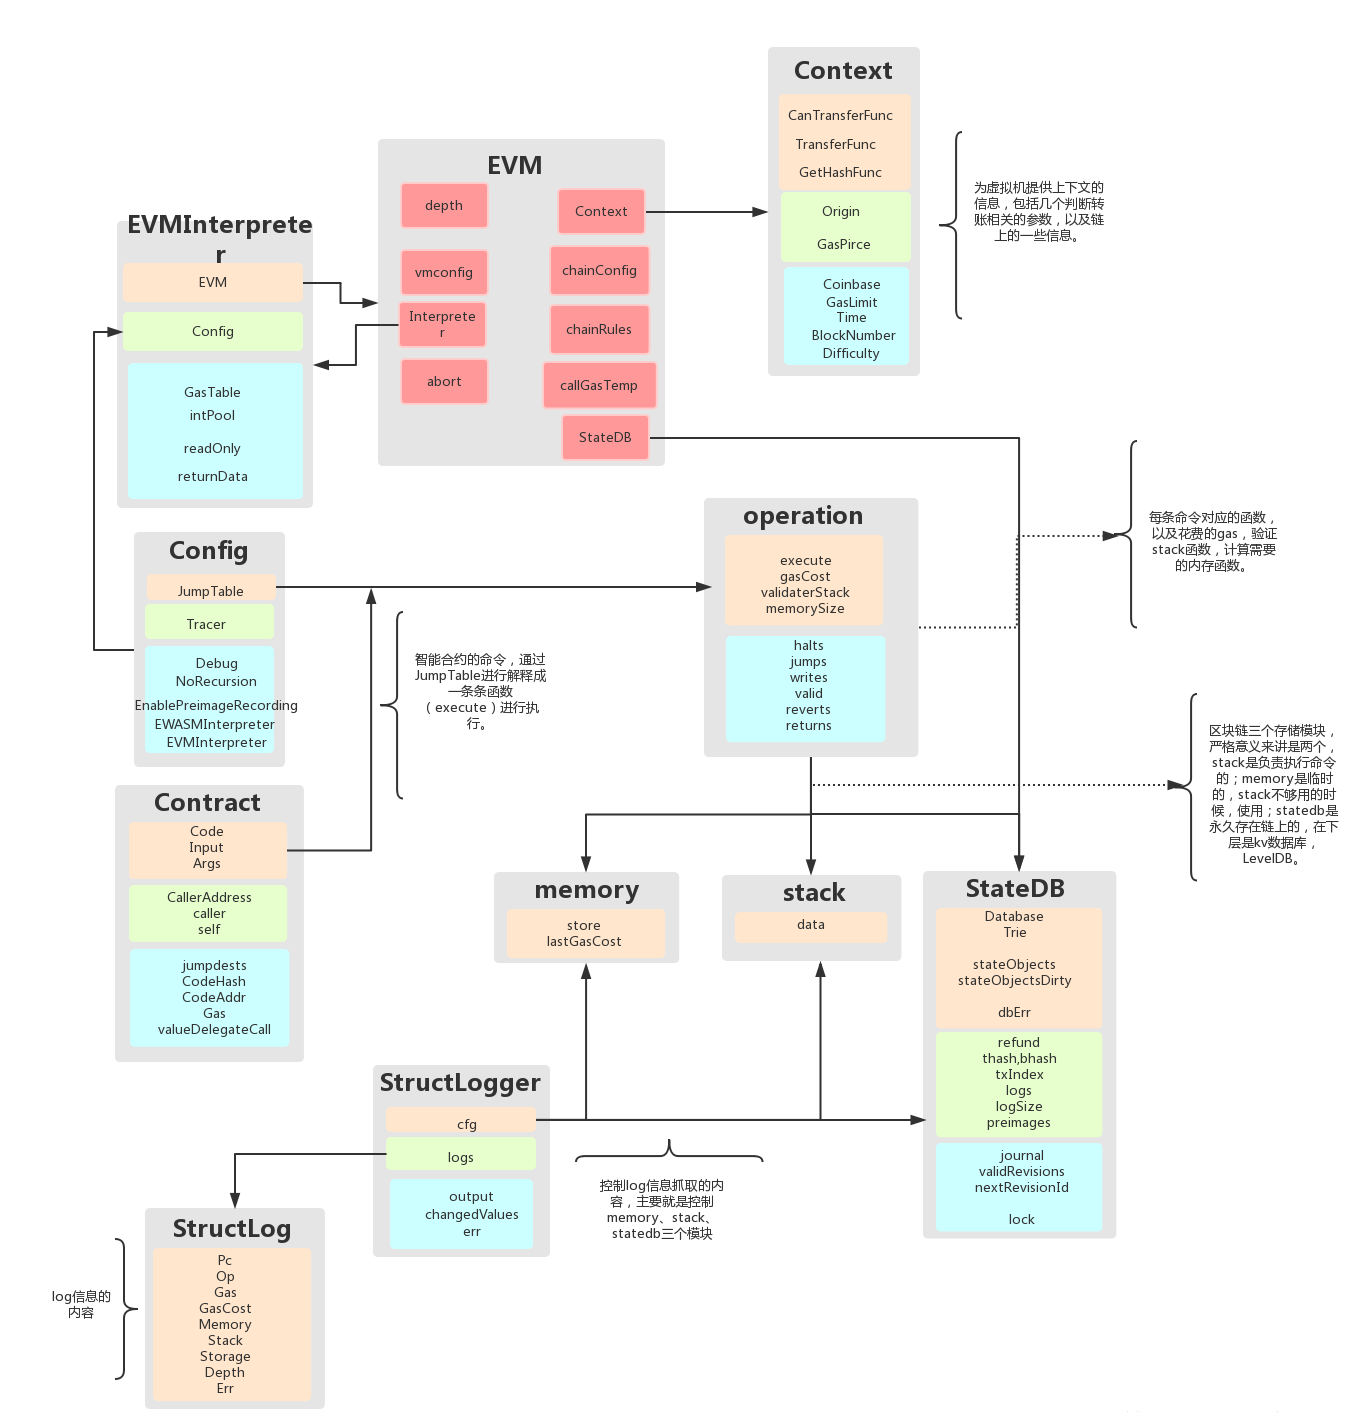 Context
CanTransferFunc
TransferFunc
GetHashFunc
Origin
GasPirce
Coinbase
GasLimit
Time
BlockNumber
Difficulty
为虚拟机提供上下文的
信息，包括几个判断转
账相关的参数，以及链
上的一些信息。
EVM
depth
vmconfig
Interprete
r
abort
Context
chainConfig
chainRules
callGasTemp
StateDB
EVMInterprete
r
EVM
Config
GasTable
intPool
readOnly
returnData
Config
JumpTable
Tracer
Debug
NoRecursion
EnablePreimageRecording
EWASMInterpreter
EVMInterpreter
智能合约的命令，通过
JumpTable进行解释成
一条条函数
（execute）进行执
行。
operation
execute
gasCost
validaterStack
memorySize
halts
jumps
writes
valid
reverts
returns
每条命令对应的函数，
以及花费的gas，验证
stack函数，计算需要
的内存函数。
区块链三个存储模块，
严格意义来讲是两个，
stack是负责执行命令
的；memory是临时
的，stack不够用的时
候，使用；statedb是
永久存在链上的，在下
层是kv数据库，
LevelDB。
Contract
Code
Input
Args
CallerAddress
caller
self
jumpdests
CodeHash
CodeAddr
Gas
valueDelegateCall
memory
store
lastGasCost
stack
data
StateDB
Database
Trie
stateObjects
stateObjectsDirty
dbErr
refund
thash,bhash
txIndex
logs
logSize
preimages
journal
validRevisions
nextRevisionId
lock
StructLogger
cfg
logs
output
changedValues
err
控制log信息抓取的内
容，主要就是控制
memory、stack、
statedb三个模块
StructLog
Pc
Op
Gas
GasCost
Memory
Stack
Storage
Depth
Err
log信息的
内容